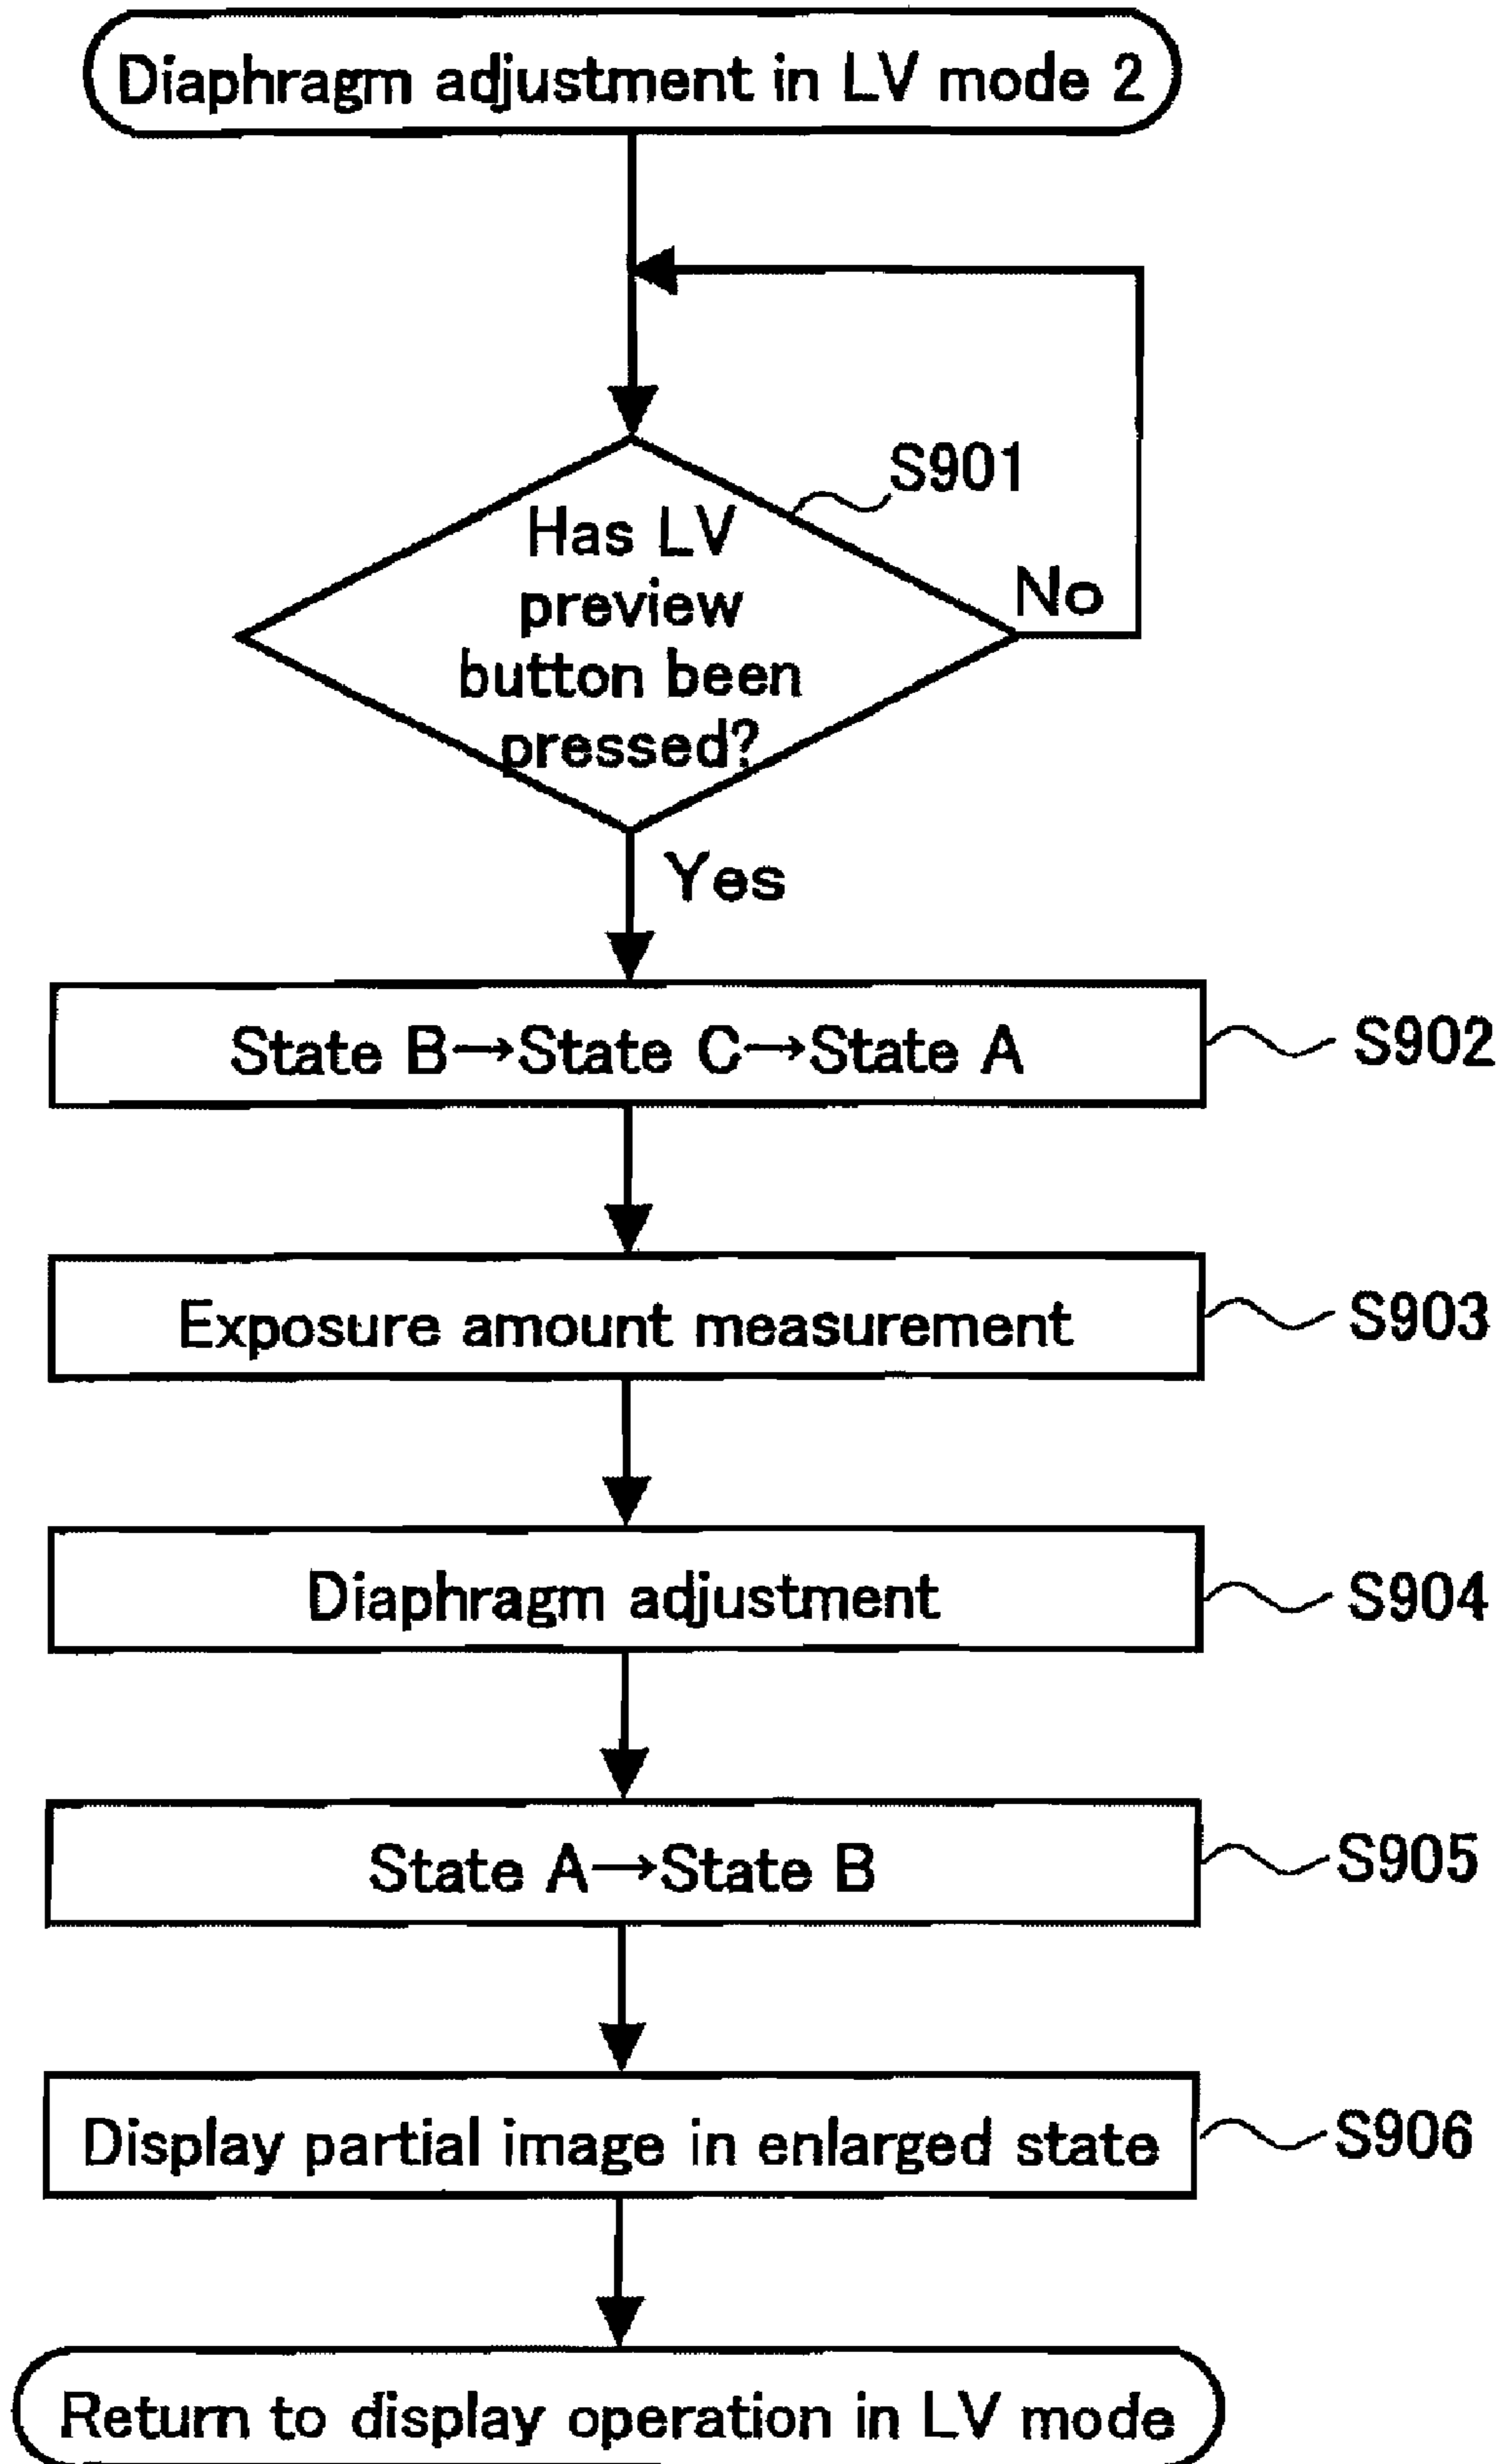 Diaphragm adjustment in LV mode 2
S901
Has LV
preview
button been
pressed?
No
Yes
State B→State C→State A
S902
Exposure amount measurement
S903
Diaphragm adjustment
S904
State A→State B
S905
Display partial image in enlarged state
S906
Return to display operation in LV mode